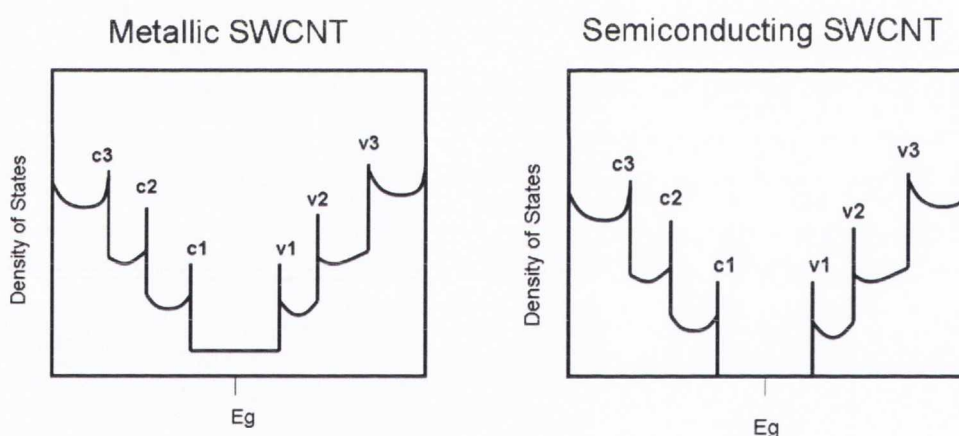 Metallic SWCNT
Density of States
c3
c2
c1
v1
v2
v3
Eg
Semiconducting SWCNT
Density of States
c3
c2
c1
v1
v2
v3
Eg